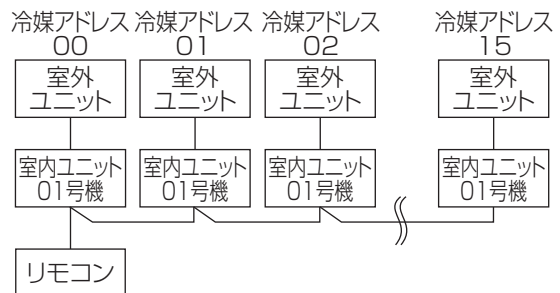 冷媒アドレス 冷媒アドレス 冷媒アドレス 冷媒アドレス
00 01 02 15
室外 室外 室外 室外
ユニット ユニット ユニット ユニット
室内ユニット 室内ユニット 室内ユニット 室内ユニット
01号機 01号機 01号機 01号機
リモコン